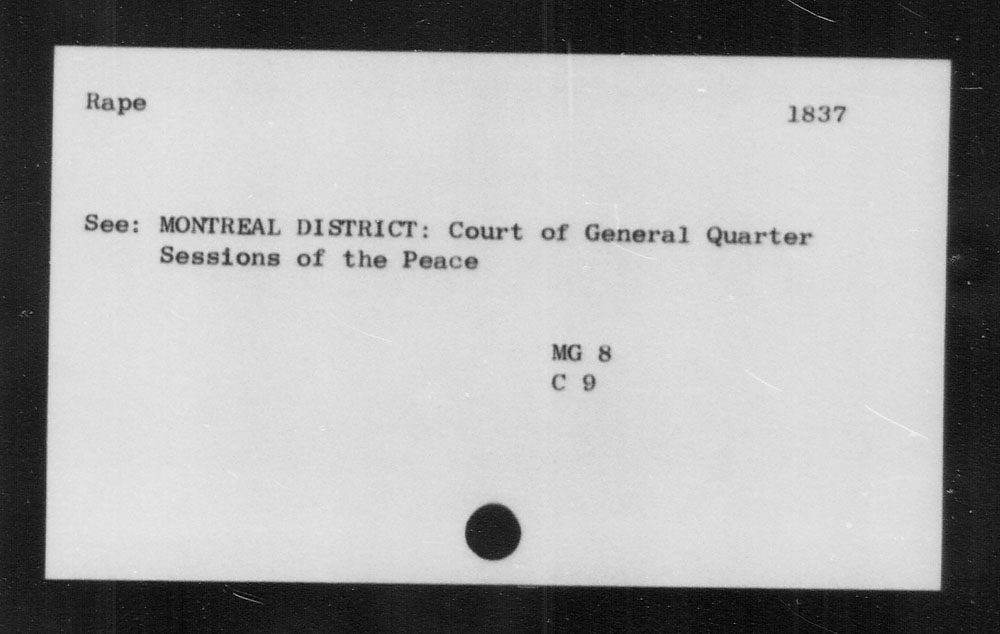 Rape
1837
See: MONTREAL DISTRICT: Court of General Quarter
Sessions of the Peace
MG 8
C 9